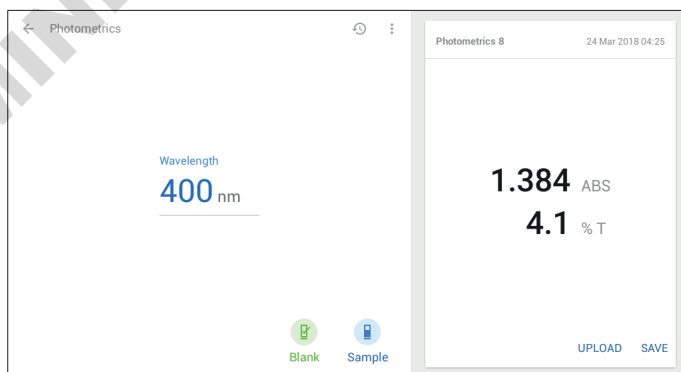 Photometrics
Wavelength
400 nm
Blank Sample
Photometrics 8 24 Mar 2018 04:25
1.384 ABS
4.1 % T
UPLOAD SAVE